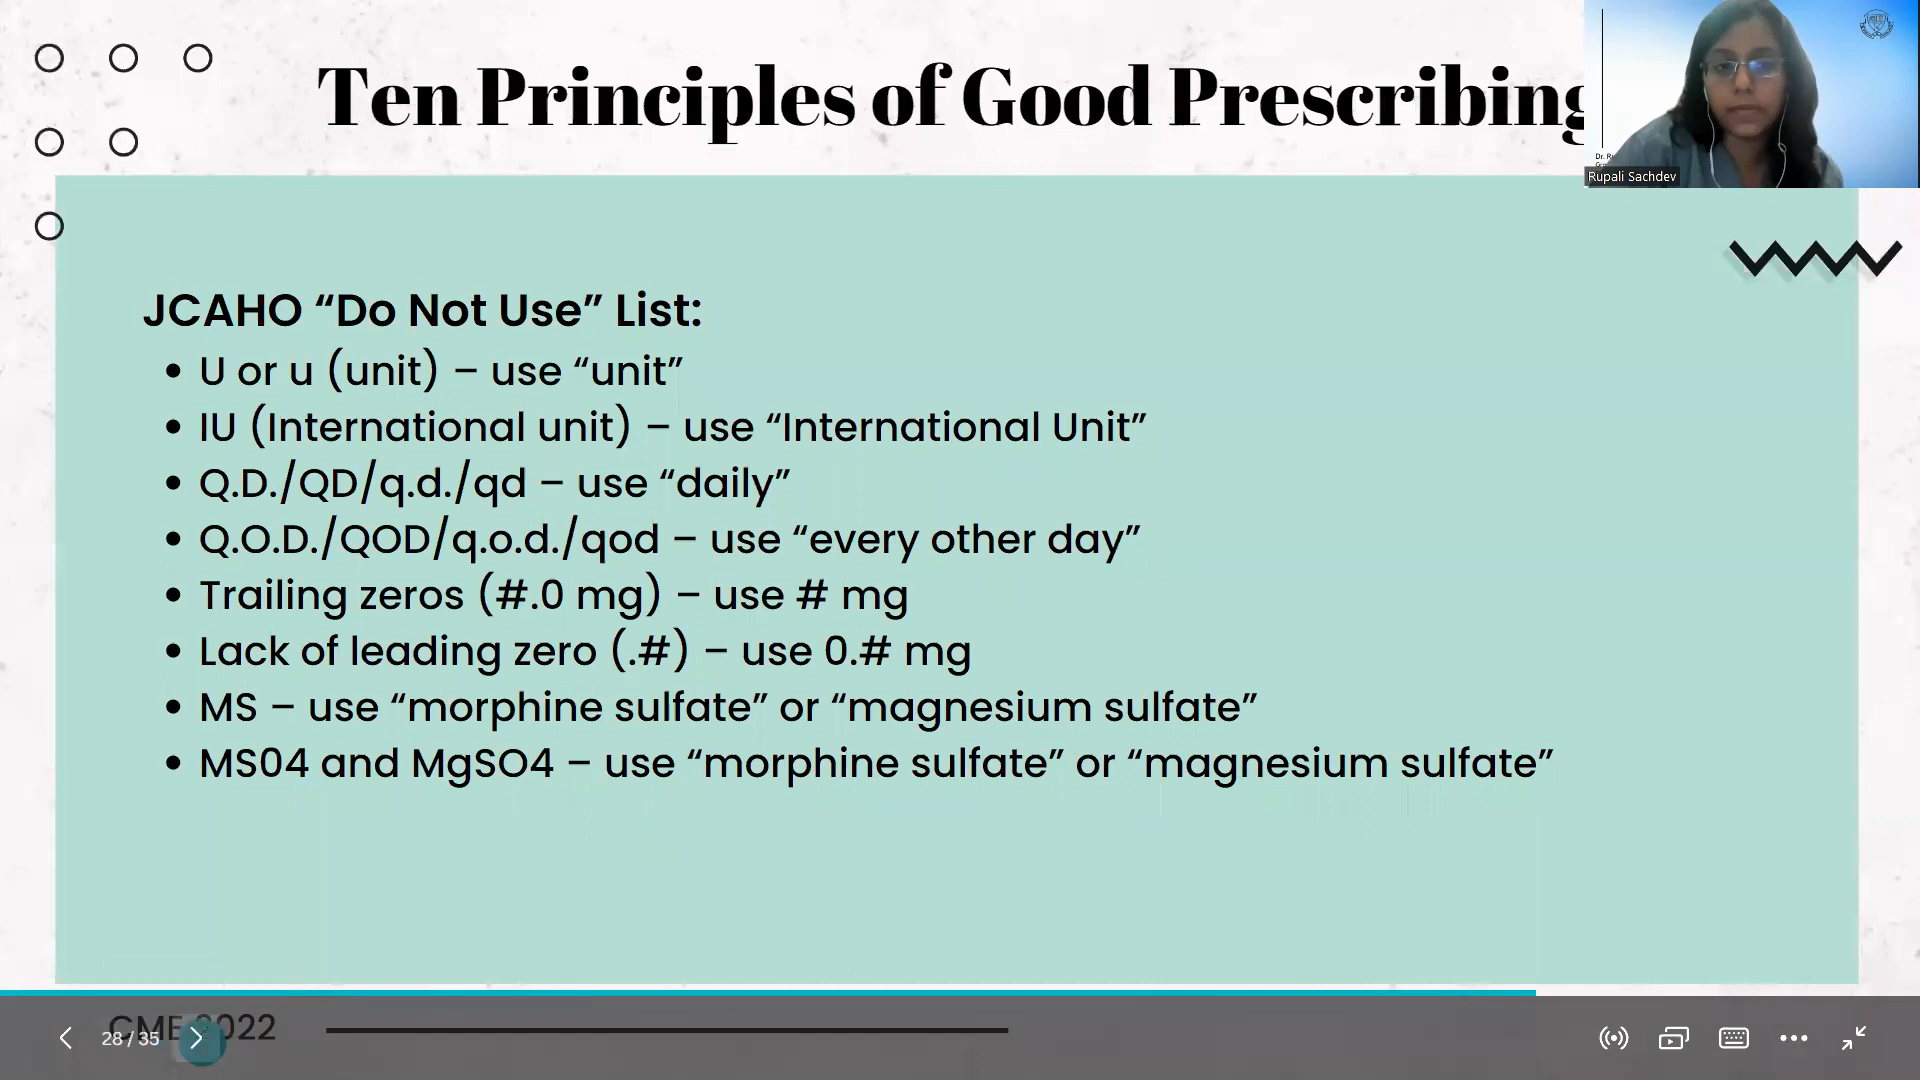 Ten Principles of Good Prescribing
Rupali Sachdev
JCAHO “Do Not Use” List:
• U or u (unit) – use “unit”
• IU (International unit) – use “International Unit”
• Q.D./QD/q.d./qd – use “daily”
• Q.O.D./QOD/q.o.d./qod – use “every other day”
• Trailing zeros (#.0 mg) – use # mg
• Lack of leading zero (.#) – use 0.# mg
• MS – use “morphine sulfate” or “magnesium sulfate”
• MS04 and MgSO4 – use “morphine sulfate” or “magnesium sulfate”
CME 2022
28 / 35